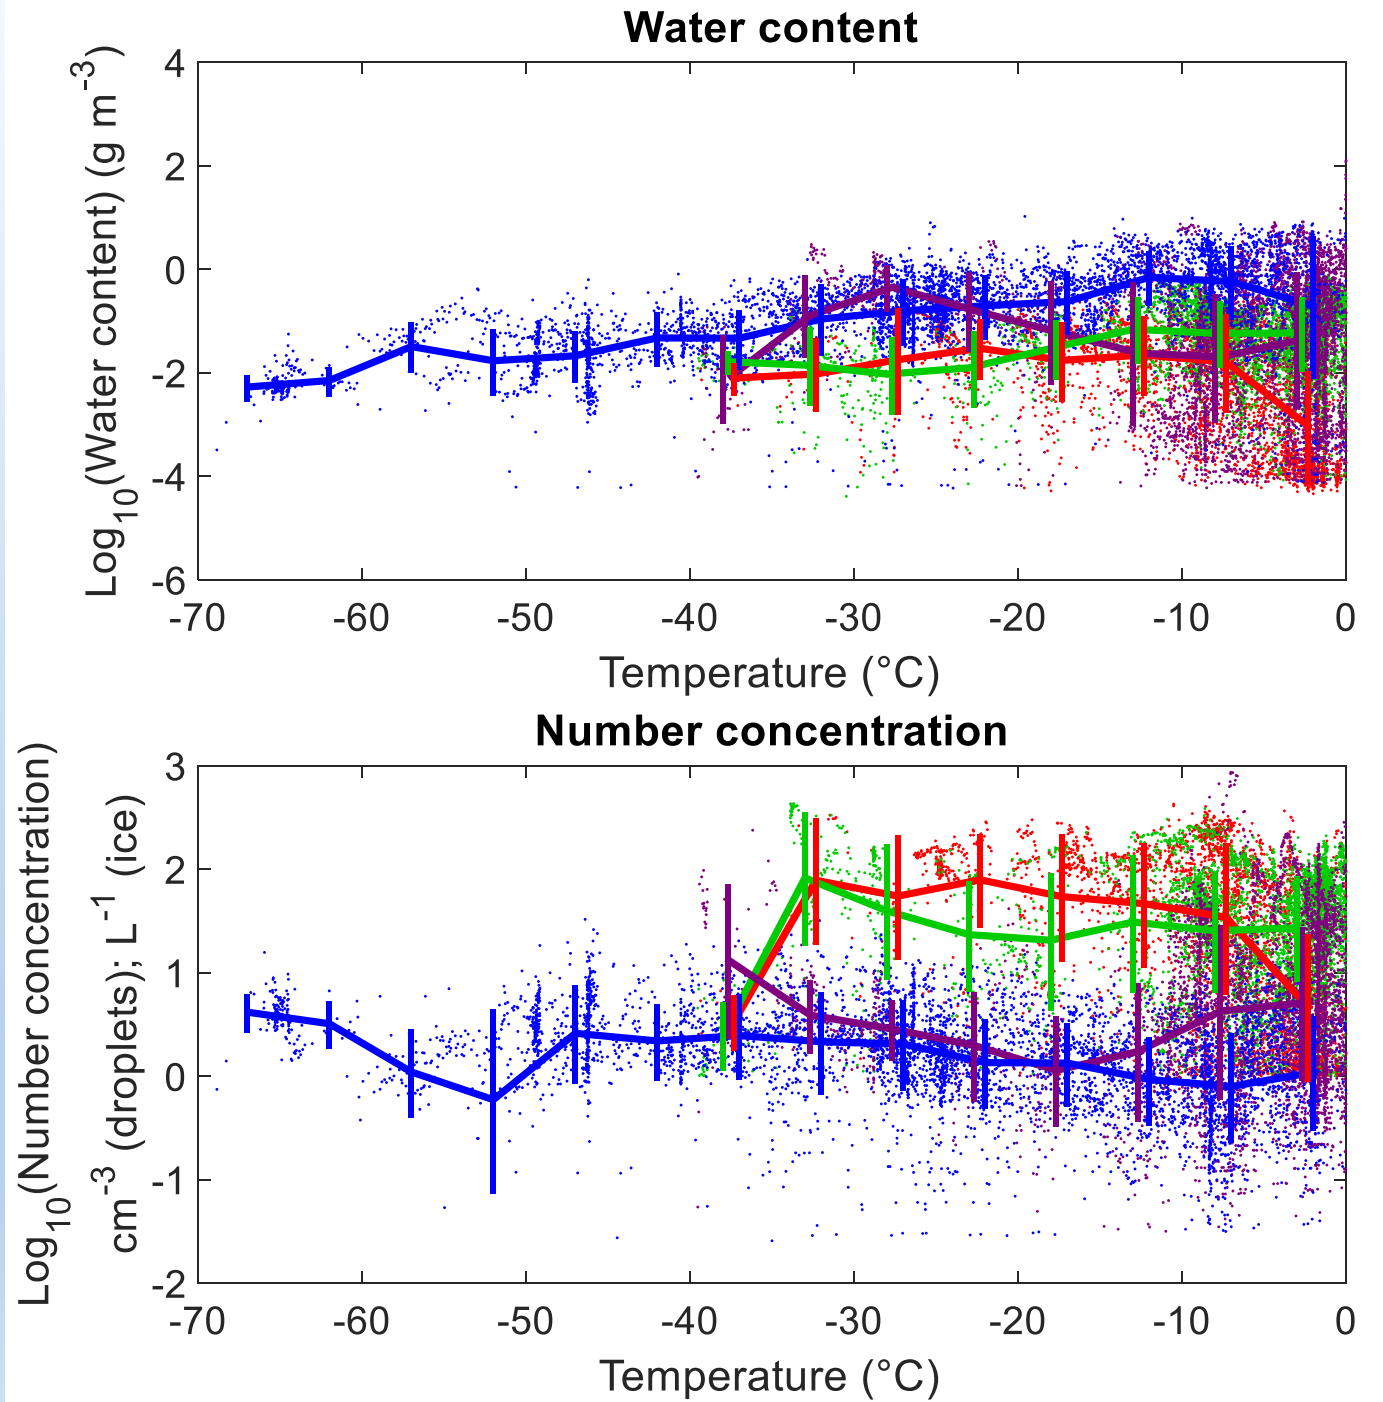 Water content
Log10(Water content) (g m-3)
4
2
0
-2
-4
-6
-70 -60 -50 -40 -30 -20 -10 0
Temperature (°C)
Number concentration
Log10(Number concentration)
cm-3 (droplets); L-1 (ice)
3
2
1
0
-1
-2
-70 -60 -50 -40 -30 -20 -10 0
Temperature (°C)